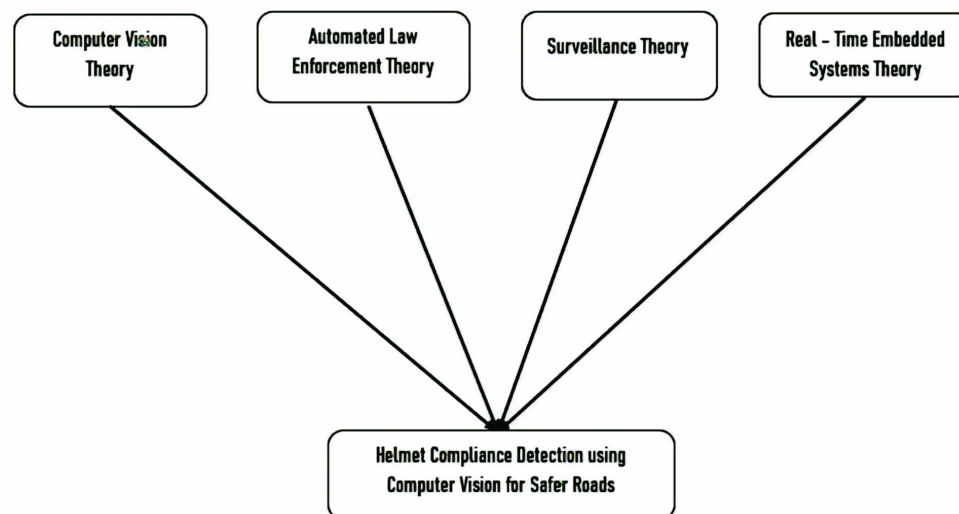 Computer Vision
Theory
Automated Law
Enforcement Theory
Surveillance Theory
Real - Time Embedded
Systems Theory
Helmet Compliance Detection using
Computer Vision for Safer Roads